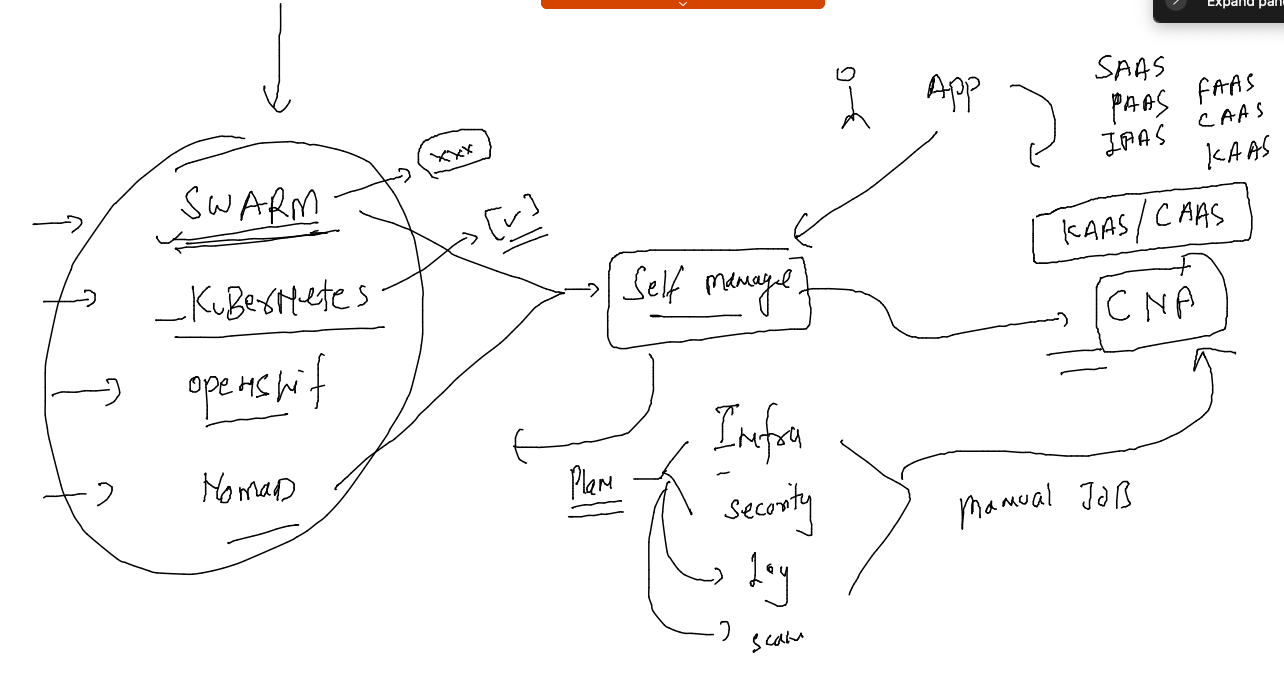 Expand pan
SAAS
PAAS
IAAS
FAAS
CAAS
KAAS
App
xxx
SWARM
KuBerNetes
openshif
Nomad
Self manage
KAAS/CAAS
CNA
Plan
Infra
security
Log
scan
manual JOB